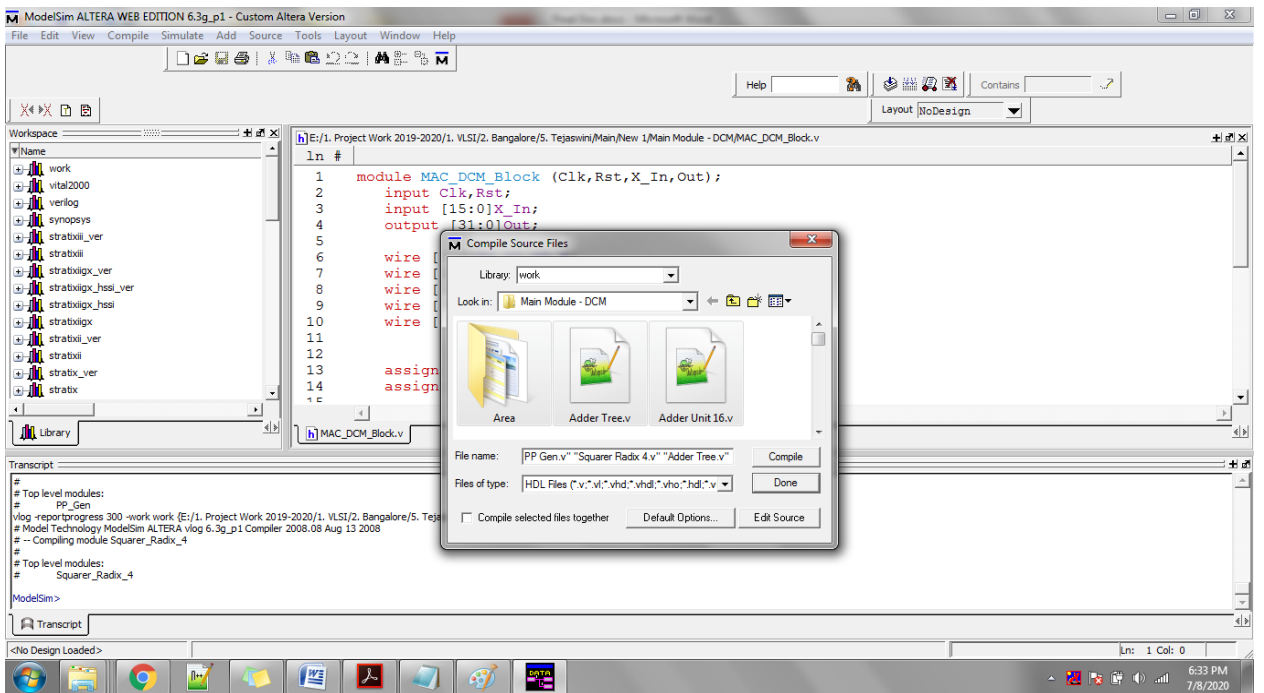 ModelSim ALTERA WEB EDITION 6.3g_p1 - Custom Altera Version
File Edit View Compile Simulate Add Source Tools Layout Window Help
Help
Contains
Layout NoDesign
Workspace
Name
work
vital2000
verilog
synopsys
stratixiii_ver
stratixiii
stratixiigx_ver
stratixiigx_hssi_ver
stratixiigx_hssi
stratixiigx
stratixii_ver
stratixii
stratix_ver
stratix
Library
E:/1. Project Work 2019-2020/1. VLSI/2. Bangalore/5. Tejaswini/Main/New 1/Main Module - DCM/MAC_DCM_Block.v
ln #
1 module MAC_DCM_Block (Clk,Rst,X_In,Out);
2 input Clk,Rst;
3 input [15:0]X_In;
4 output [31:0]Out;
5
6 wire [
7 wire [
8 wire [
9 wire [
10 wire [
11
12
13 assign
14 assign
15
MAC_DCM_Block.v
Compile Source Files
Library: work
Look in: Main Module - DCM
Area
Adder Tree.v
Adder Unit 16.v
File name: PP Gen.v" "Squarer Radix 4.v" "Adder Tree.v"
Compile
Files of type: HDL Files (*.v;*.vl;*.vhd;*.vhdl;*.vho;*.hdl;*.v
Done
Compile selected files together
Default Options...
Edit Source
Transcript
#
# Top level modules:
# PP_Gen
vlog -reportprogress 300 -work work {E:/1. Project Work 2019-2020/1. VLSI/2. Bangalore/5. Teja
# Model Technology ModelSim ALTERA vlog 6.3g_p1 Compiler 2008.08 Aug 13 2008
# -- Compiling module Squarer_Radix_4
#
# Top level modules:
# Squarer_Radix_4
ModelSim>
Transcript
<No Design Loaded>
Ln: 1 Col: 0
6:33 PM
7/8/2020